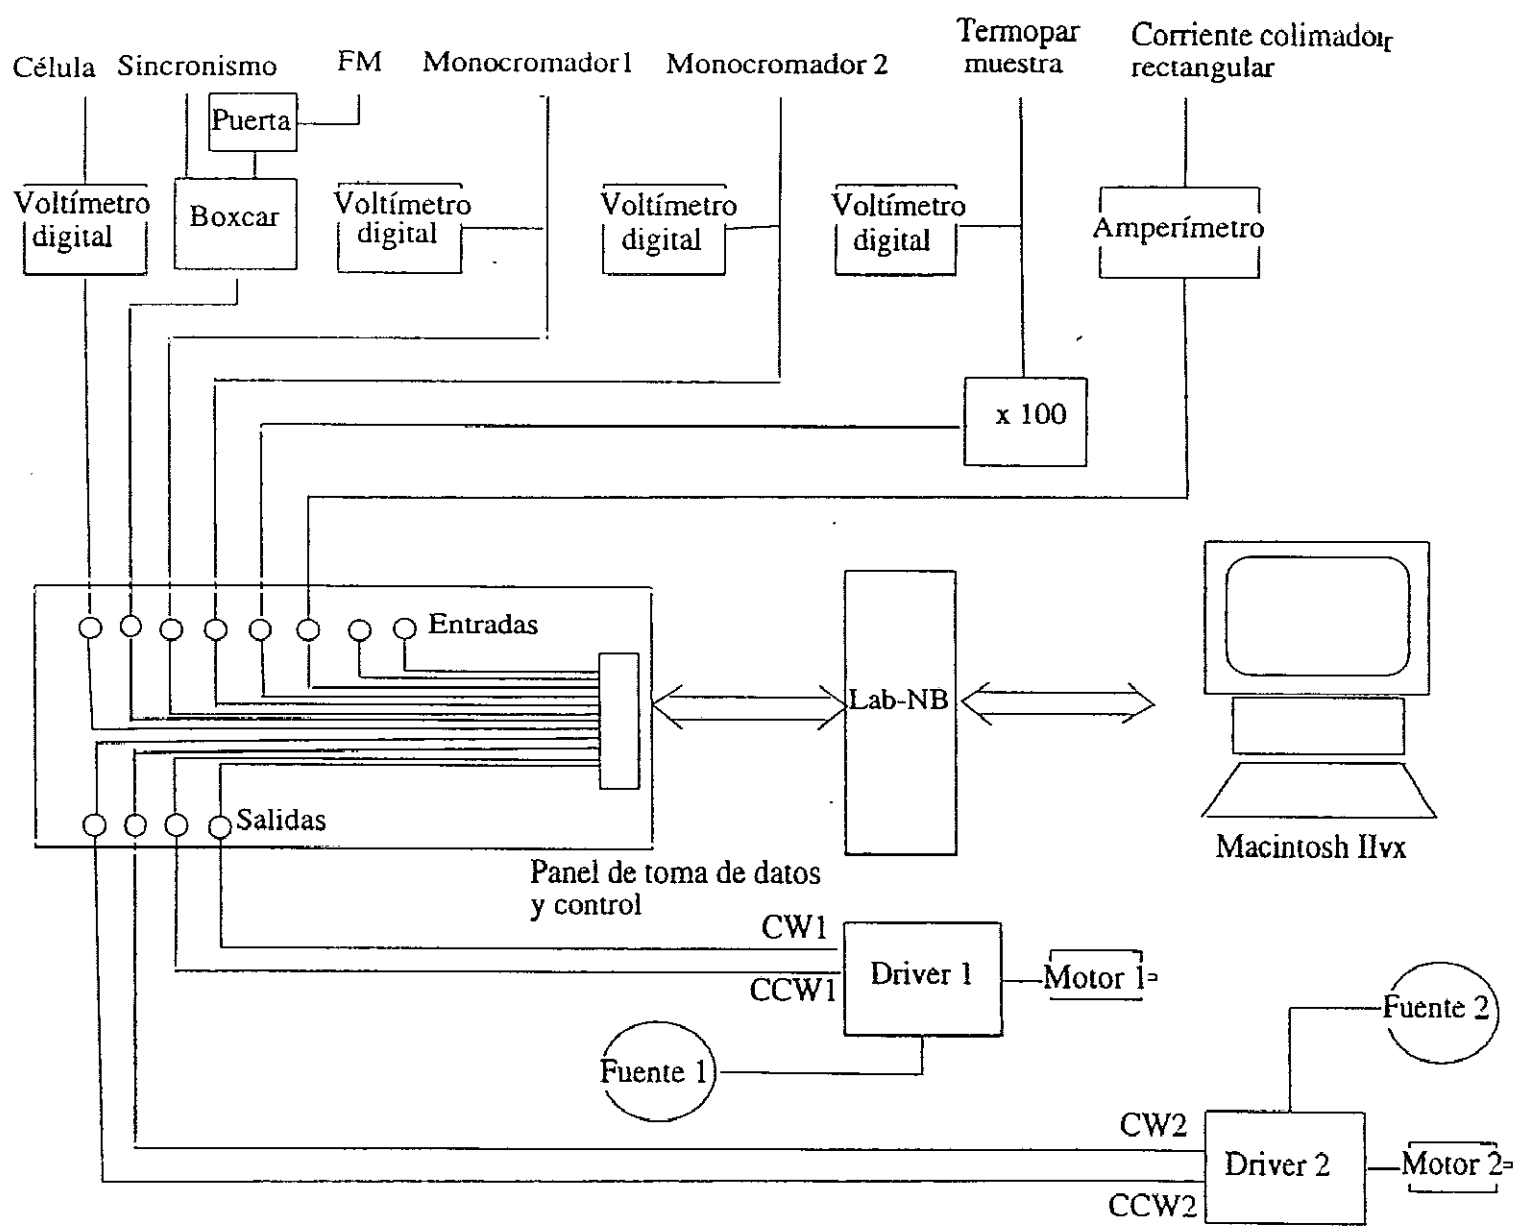 Termopar
muestra
Corriente colimador
rectangular
Célula
Sincronismo
FM
Monocromador 1
Monocromador 2
Puerta
Voltímetro
digital
Boxcar
Voltímetro
digital
Voltímetro
digital
Voltímetro
digital
Amperímetro
x 100
Entradas
Lab-NB
Salidas
Macintosh IIvx
Panel de toma de datos
y control
CW1
CCW1
Driver 1
Motor 1
Fuente 1
Fuente 2
CW2
CCW2
Driver 2
Motor 2